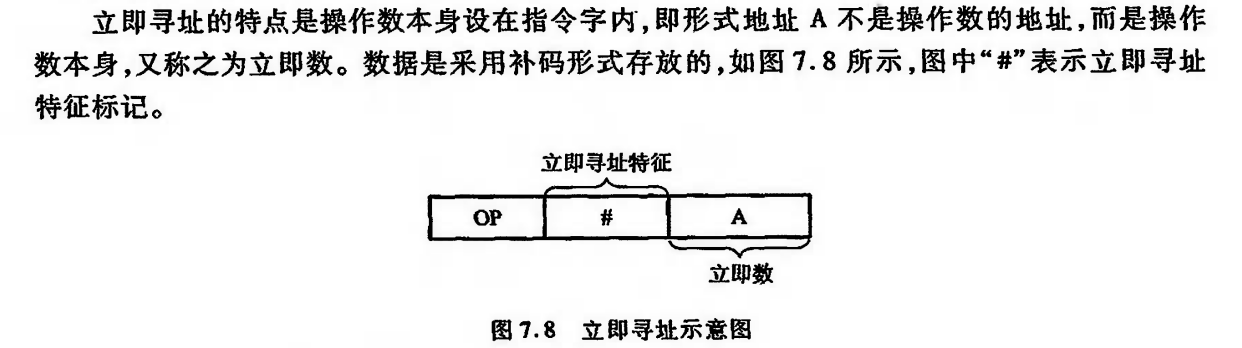 立即寻址的特点是操作数本身设在指令字内,即形式地址 A 不是操作数的地址,而是操作
数本身,又称之为立即数。数据是采用补码形式存放的,如图 7.8 所示,图中“#”表示立即寻址
特征标记。
立即寻址特征
OP # A
立即数
图 7.8 立即寻址示意图